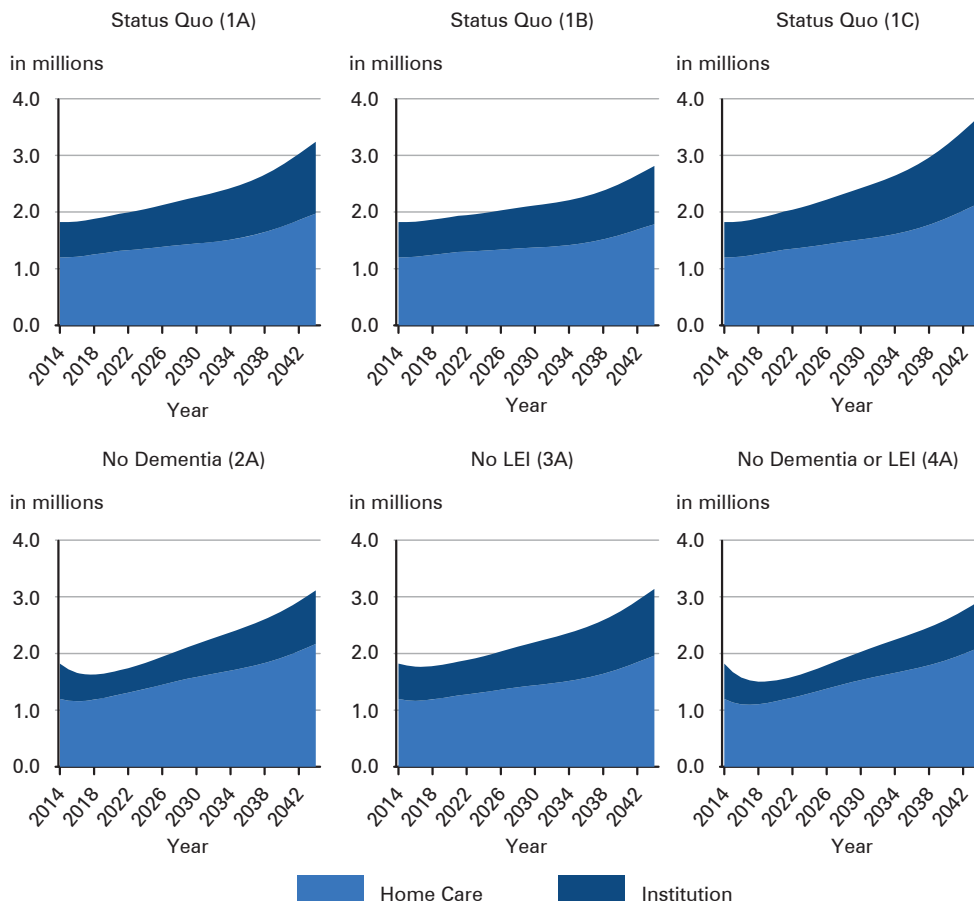 Status Quo (1A) Status Quo (1B) Status Quo (1C)
in millions in millions in millions
4.0 4.0 4.0
3.0 3.0 3.0
2.0 2.0 2.0
1.0 1.0 1.0
0.0 0.0 0.0
2014 2018 2022 2026 2030 2034 2038 2042 2014 2018 2022 2026 2030 2034 2038 2042 2014 2018 2022 2026 2030 2034 2038 2042
Year Year Year
No Dementia (2A) No LEI (3A) No Dementia or LEI (4A)
in millions in millions in millions
4.0 4.0 4.0
3.0 3.0 3.0
2.0 2.0 2.0
1.0 1.0 1.0
0.0 0.0 0.0
2014 2018 2022 2026 2030 2034 2038 2042 2014 2018 2022 2026 2030 2034 2038 2042 2014 2018 2022 2026 2030 2034 2038 2042
Year Year Year
Home Care Institution